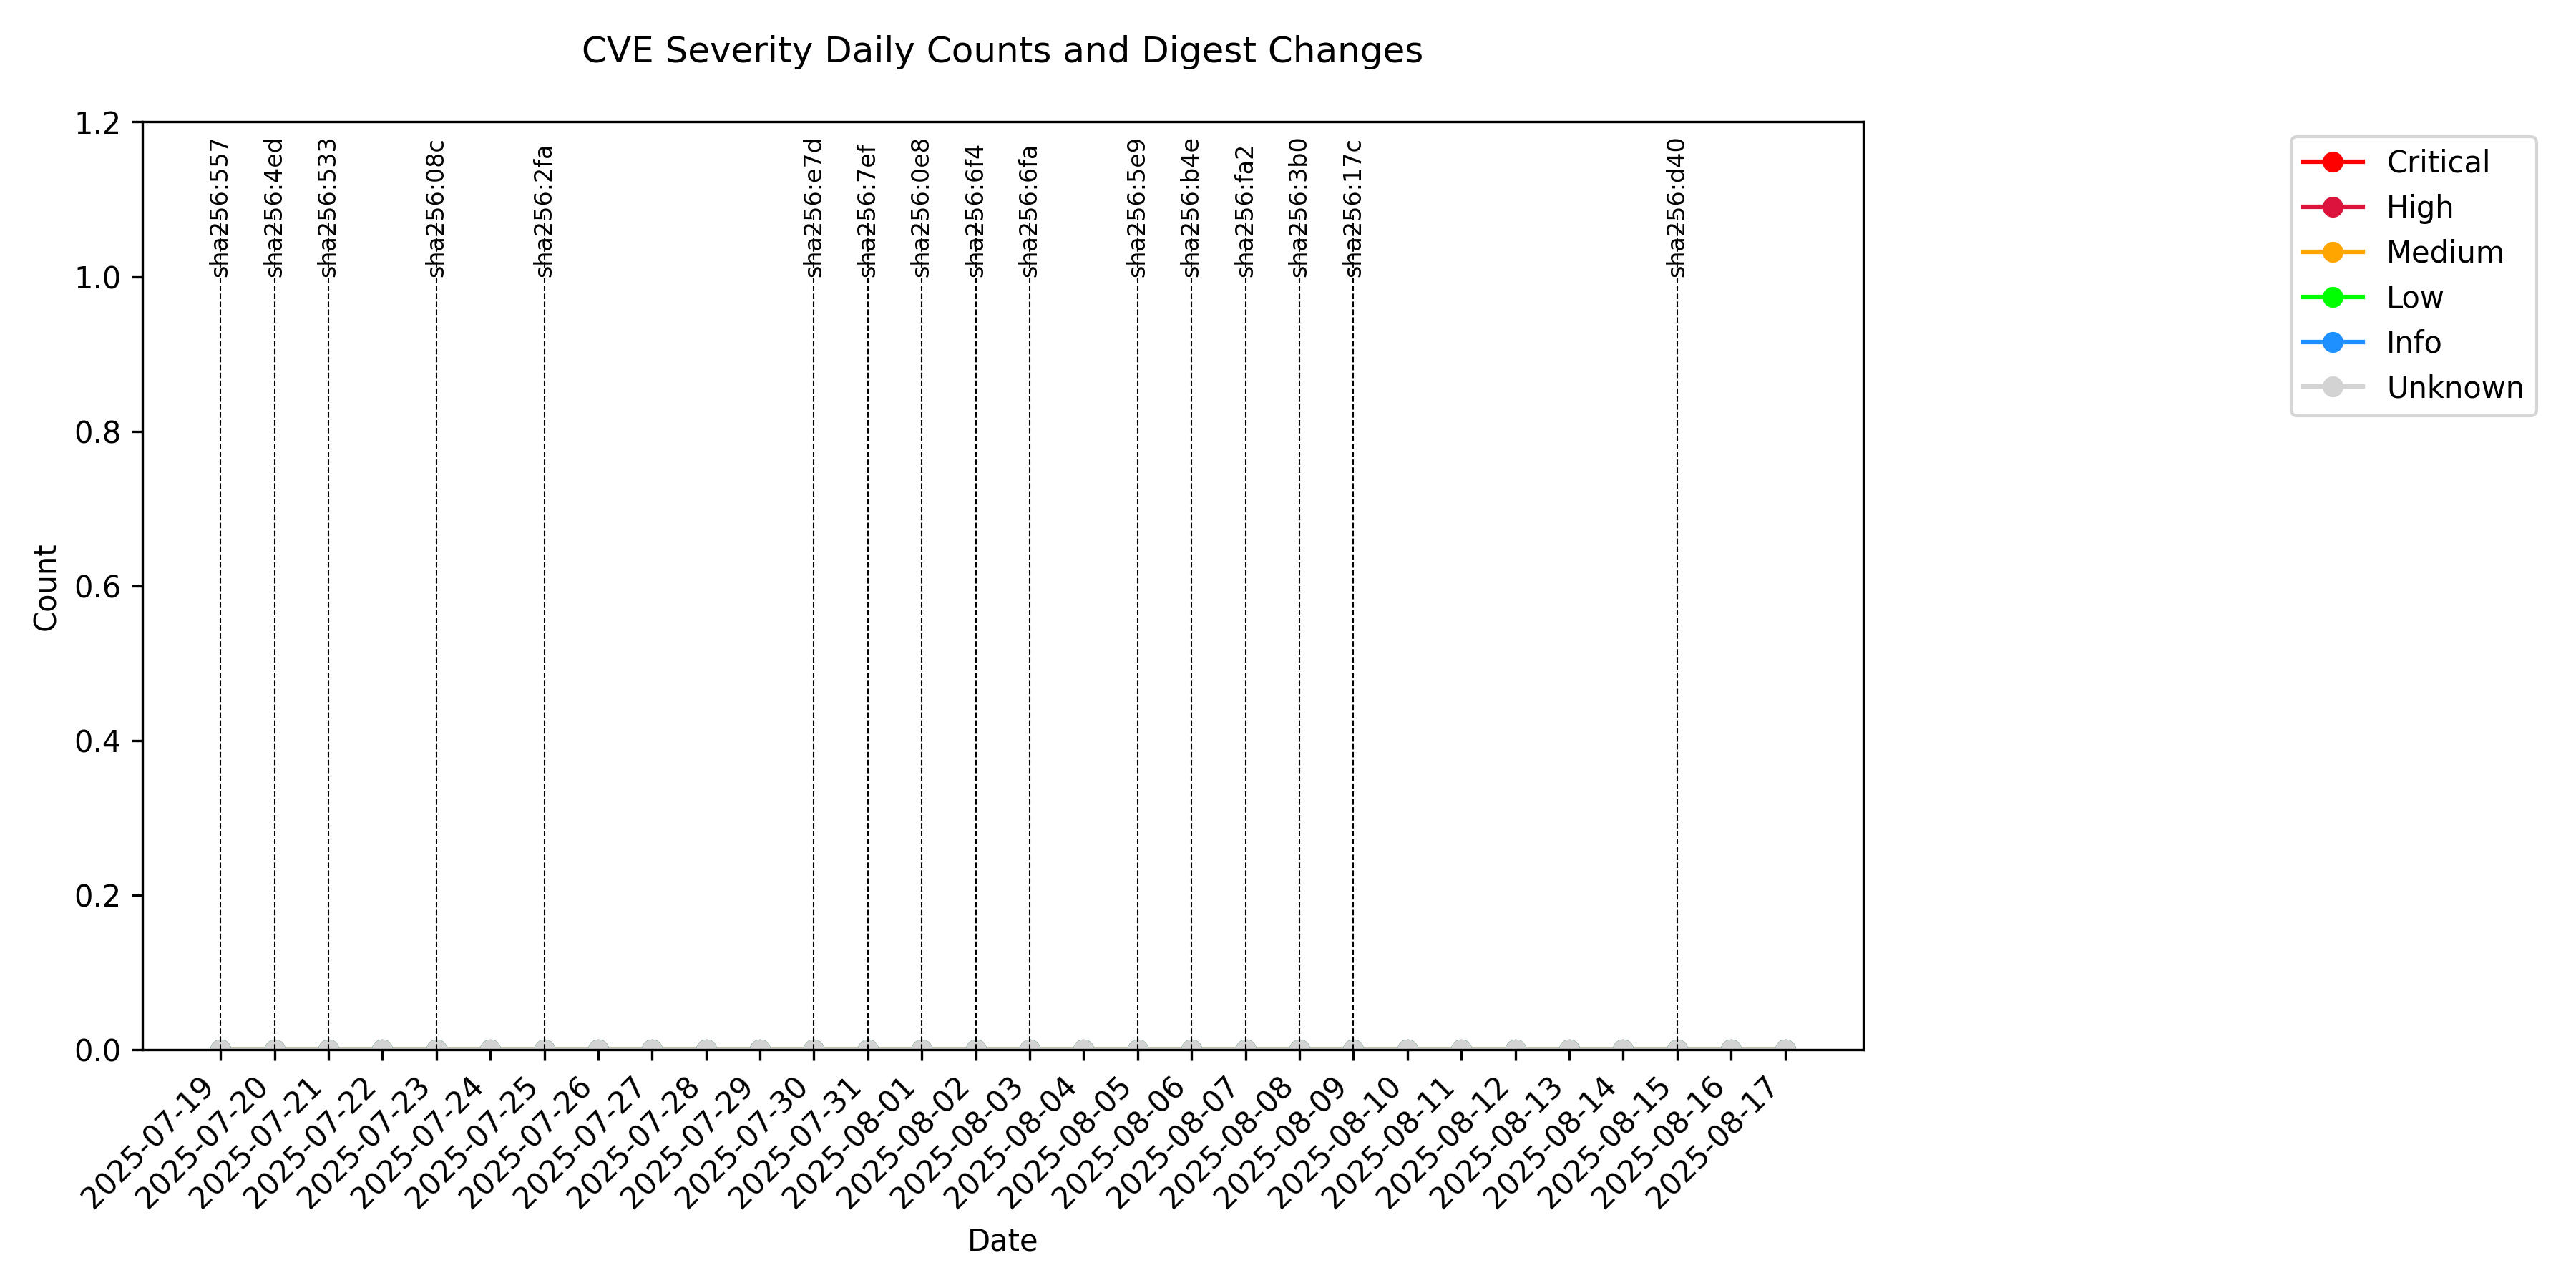 CVE Severity Daily Counts and Digest Changes
1.2
1.0
0.8
0.6
0.4
0.2
0.0
Count
sha256:557
sha256:4ed
sha256:533
sha256:08c
sha256:2fa
sha256:e7d
sha256:7ef
sha256:0e8
sha256:6f4
sha256:6fa
sha256:5e9
sha256:b4e
sha256:fa2
sha256:3b0
sha256:17c
sha256:d40
Critical
High
Medium
Low
Info
Unknown
2025-07-19
2025-07-20
2025-07-21
2025-07-22
2025-07-23
2025-07-24
2025-07-25
2025-07-26
2025-07-27
2025-07-28
2025-07-29
2025-07-30
2025-07-31
2025-08-01
2025-08-02
2025-08-03
2025-08-04
2025-08-05
2025-08-06
2025-08-07
2025-08-08
2025-08-09
2025-08-10
2025-08-11
2025-08-12
2025-08-13
2025-08-14
2025-08-15
2025-08-16
2025-08-17
Date